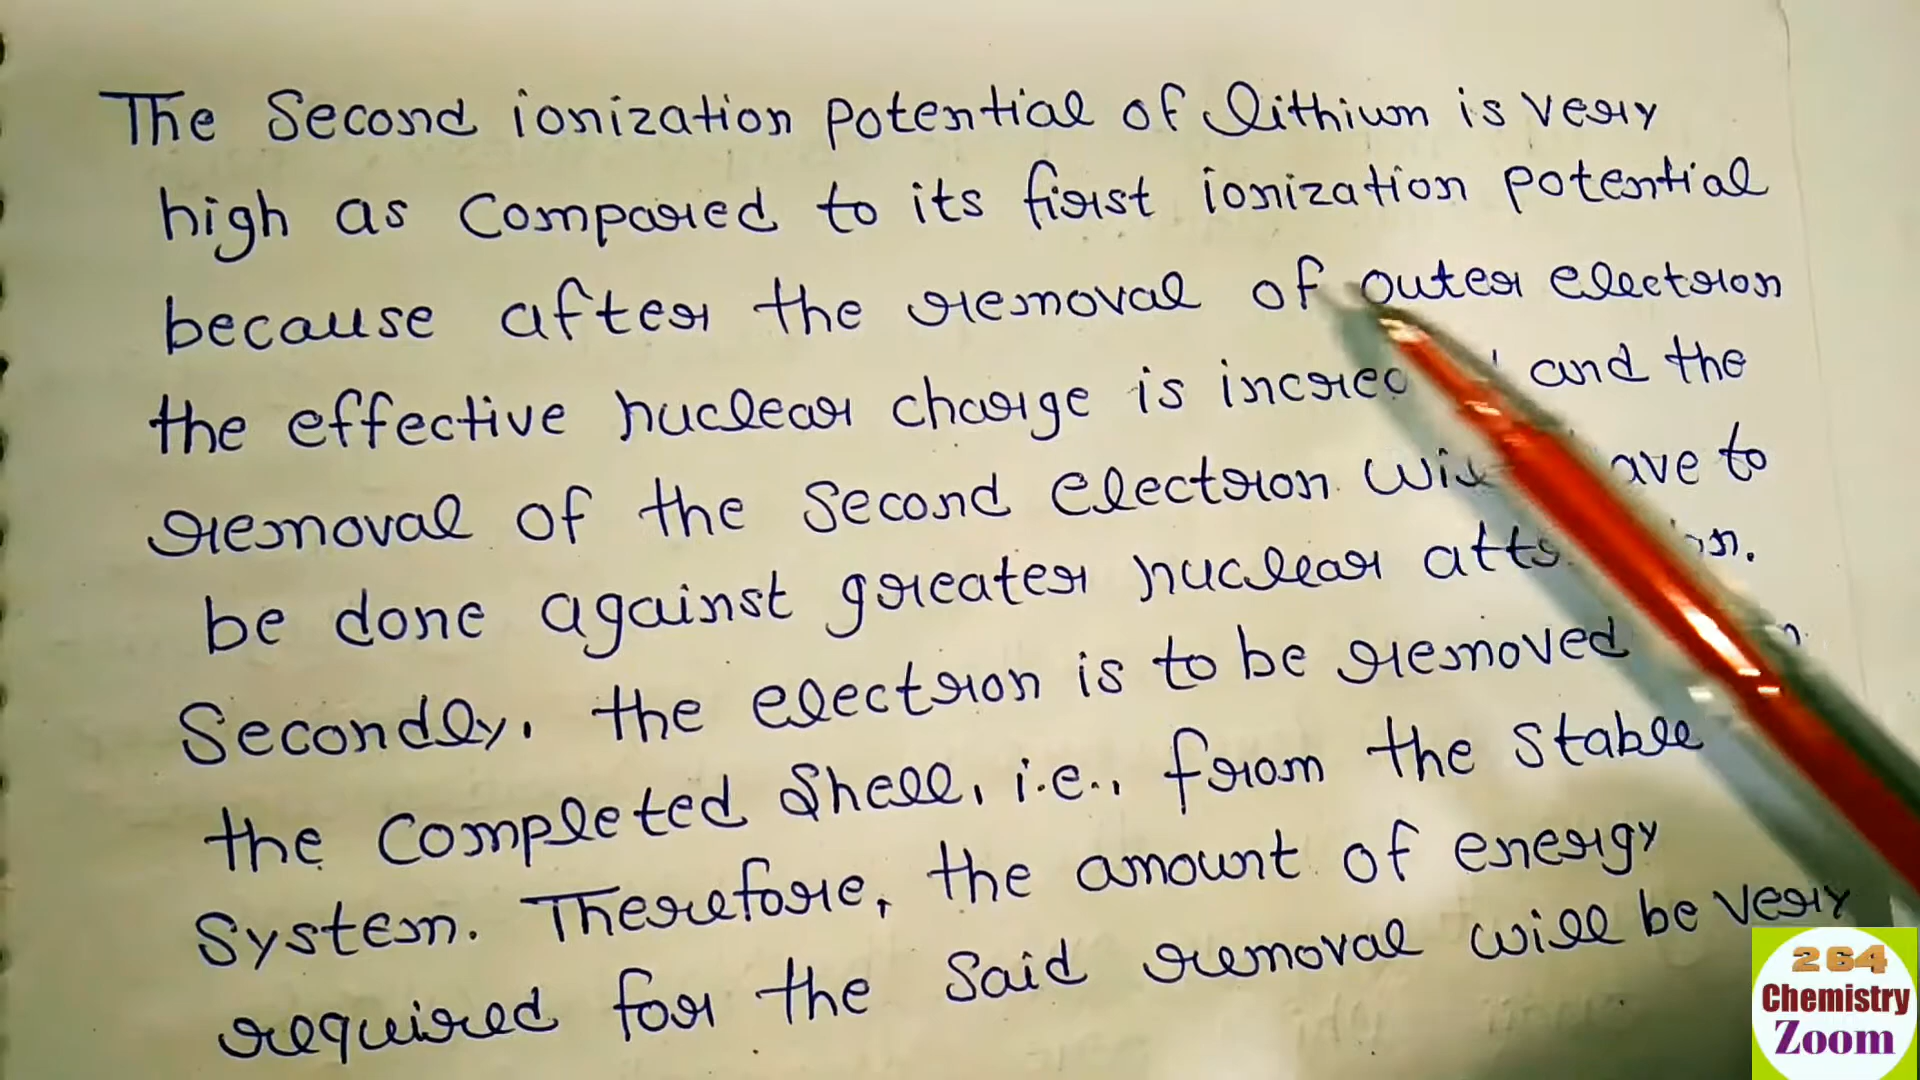 The Second ionization potential of lithium is very
high as Compared to its first ionization potential
because after the removal of outer electron
the effective nuclear charge is and the
removal of the Second electron to
be done against greater nuclear
Secondly, the electron is to be removed
the Completed Shell, i.e., from the Stable
System. Therefore, the amount of energy
required for the Said removal will be very
264
Chemistry
Zoom